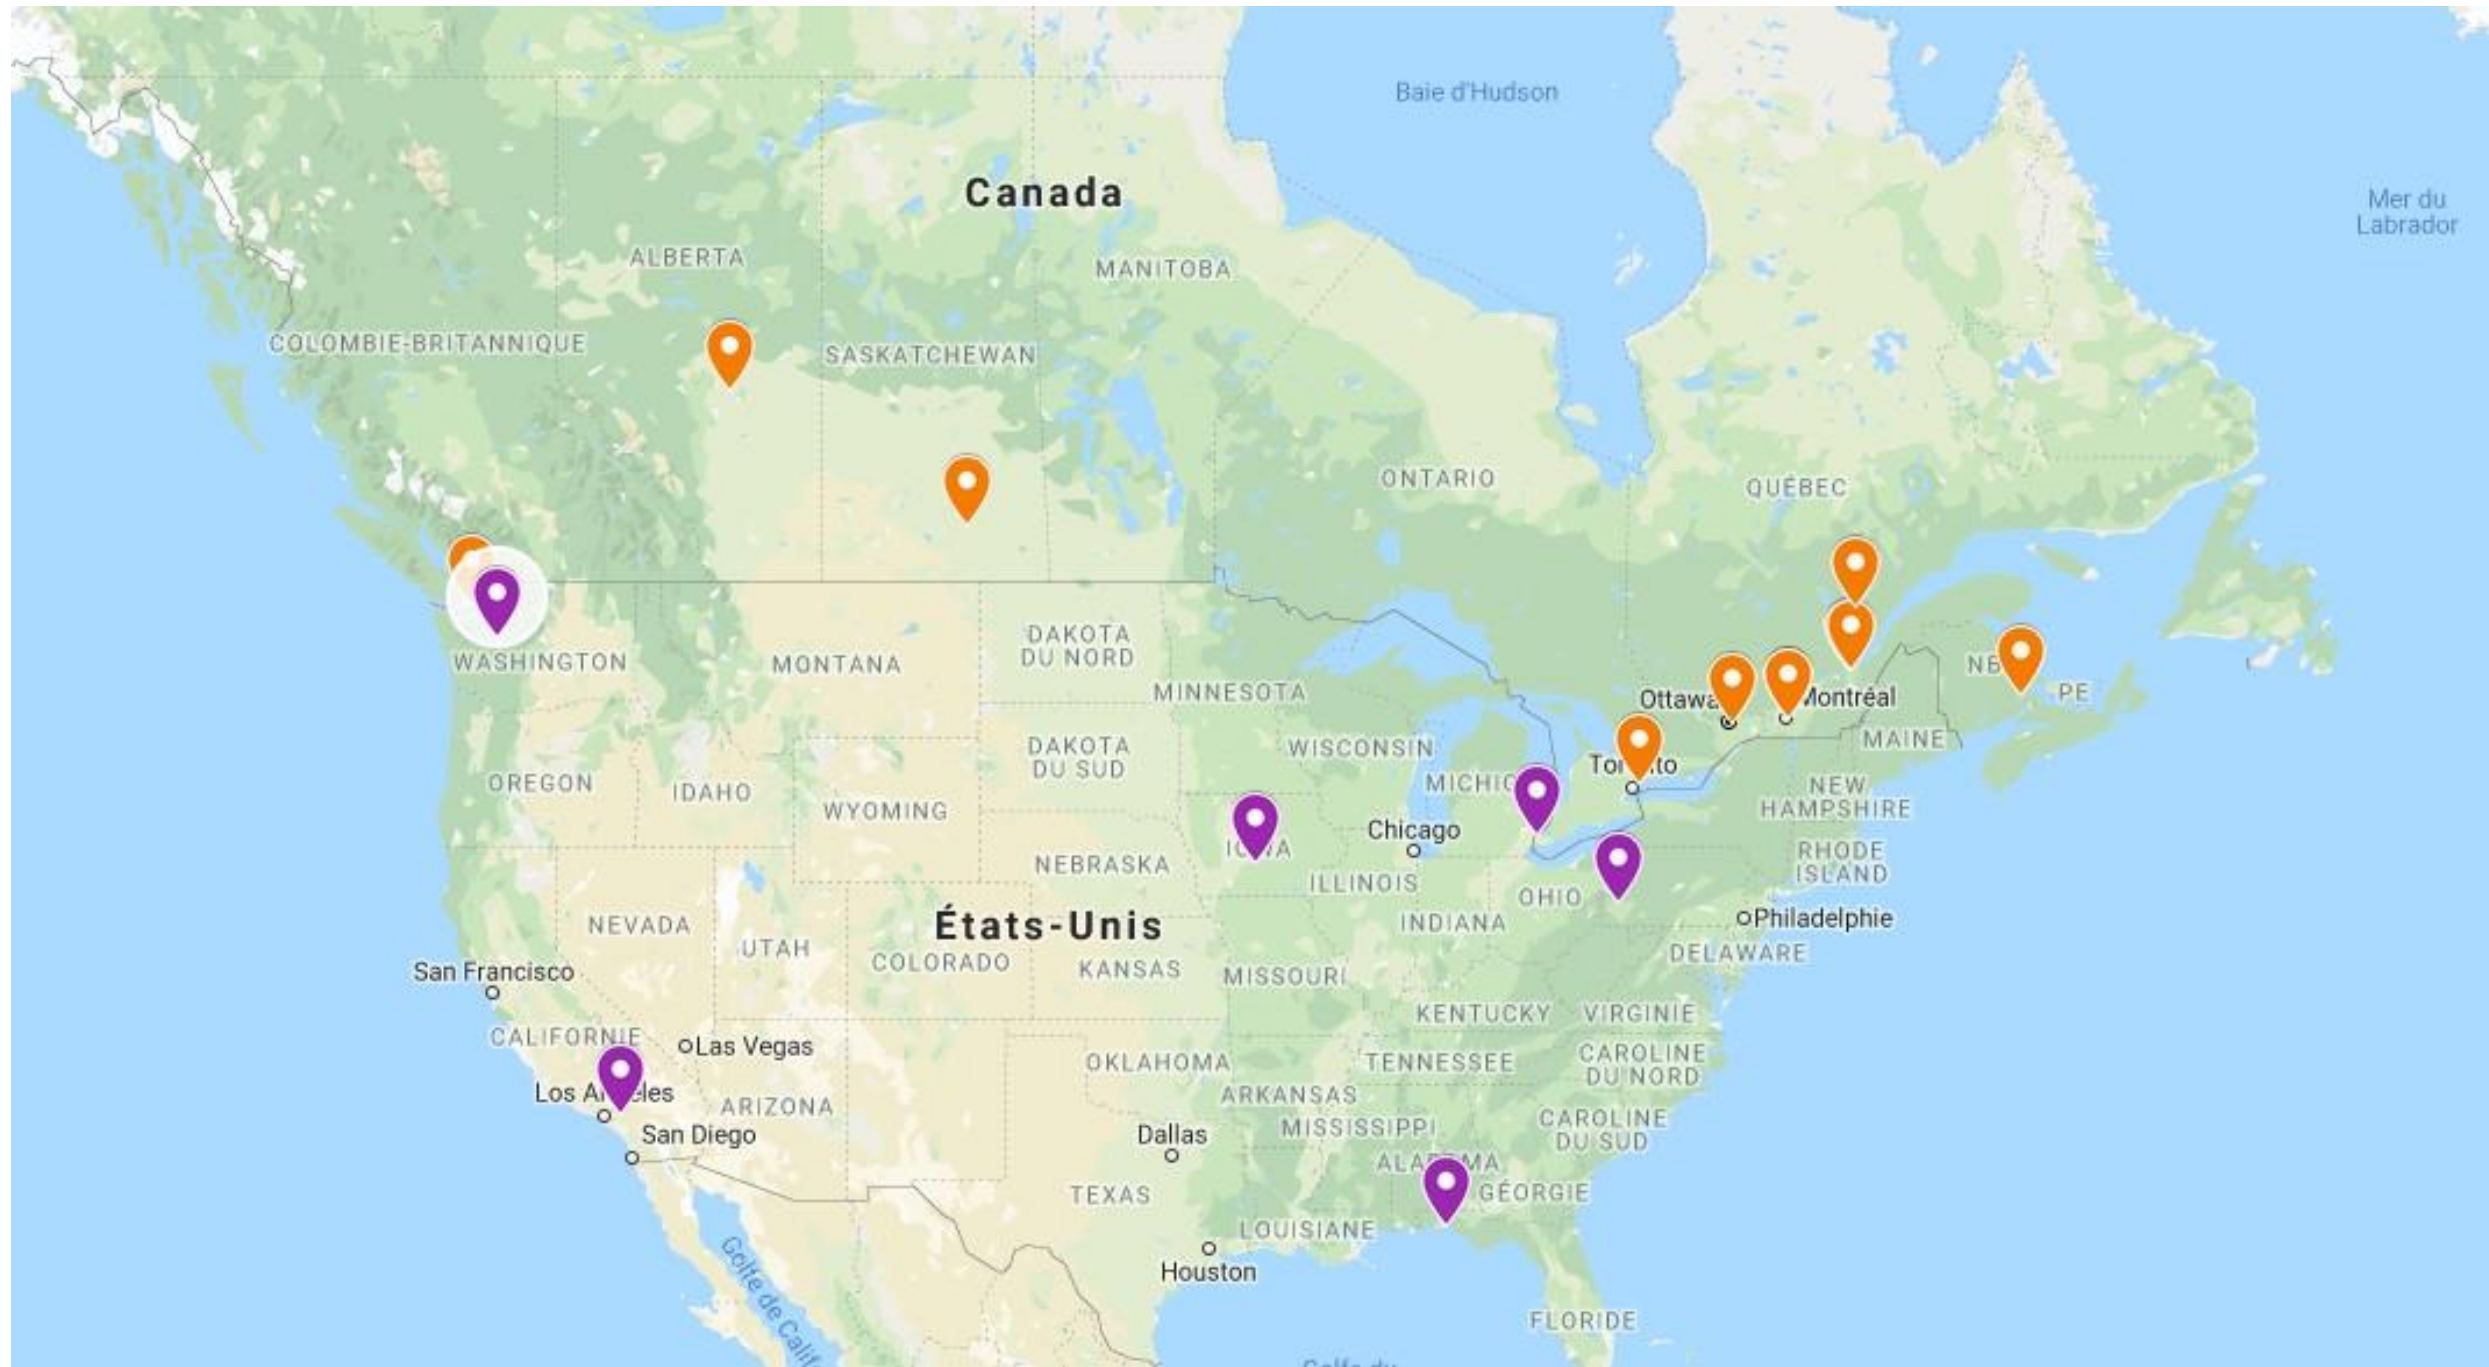 Baie d'Hudson
Canada
Mer du
Labrador
ALBERTA
MANITOBA
COLOMBIE-BRITANNIQUE
SASKATCHEWAN
ONTARIO
QUÉBEC
WASHINGTON
MONTANA
DAKOTA
DU NORD
MINNESOTA
Ottawa
Montréal
PE
MAINE
OREGON
IDAHO
WYOMING
DAKOTA
DU SUD
WISCONSIN
Chicago
NEW
HAMPSHIRE
NEBRASKA
ILLINOIS
OHIO
RHODE
ISLAND
NEVADA
UTAH
États-Unis
COLORADO
KANSAS
INDIANA
Philadelphie
DELAWARE
San Francisco
MISSOURI
KENTUCKY
VIRGINIE
CALIFORNIE
Las Vegas
OKLAHOMA
TENNESSEE
CAROLINE
DU NORD
ARIZONA
ARKANSAS
San Diego
Dallas
MISSISSIPPI
CAROLINE
DU SUD
TEXAS
GÉORGIE
LOUISIANE
Houston
FLORIDE
Golfe de Calif